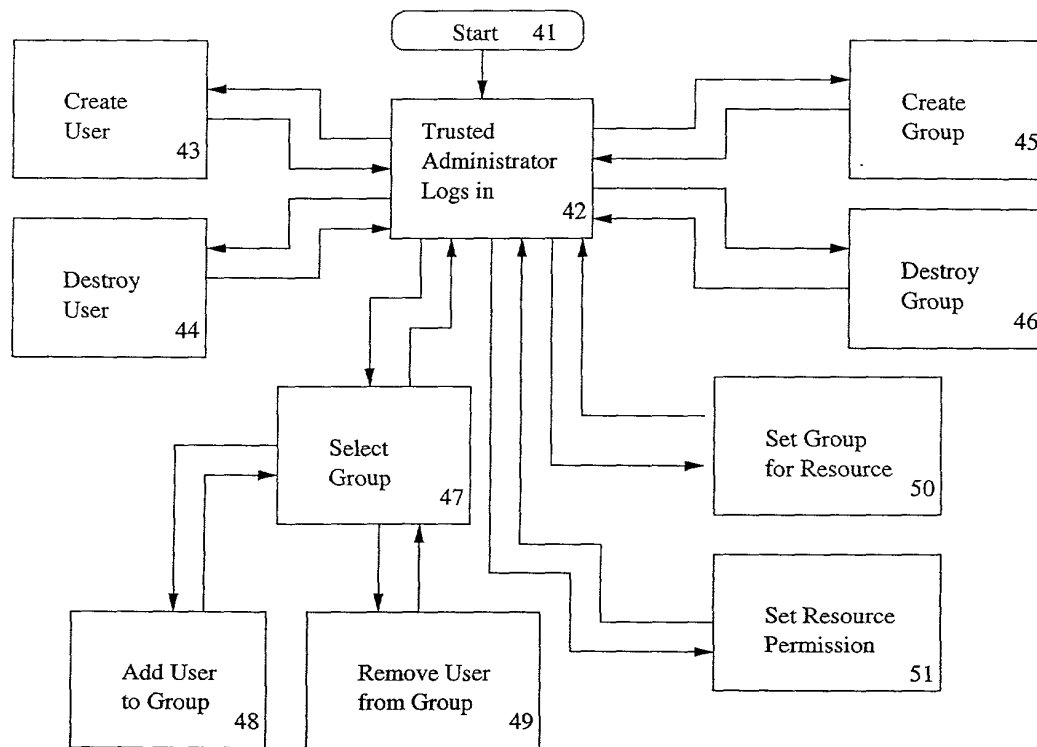 Start 41
Create
User
43
Trusted
Administrator
Logs in
42
Create
Group
45
Destroy
User
44
Destroy
Group
46
Select
Group
47
Set Group
for Resource
50
Add User
to Group
48
Remove User
from Group
49
Set Resource
Permission
51